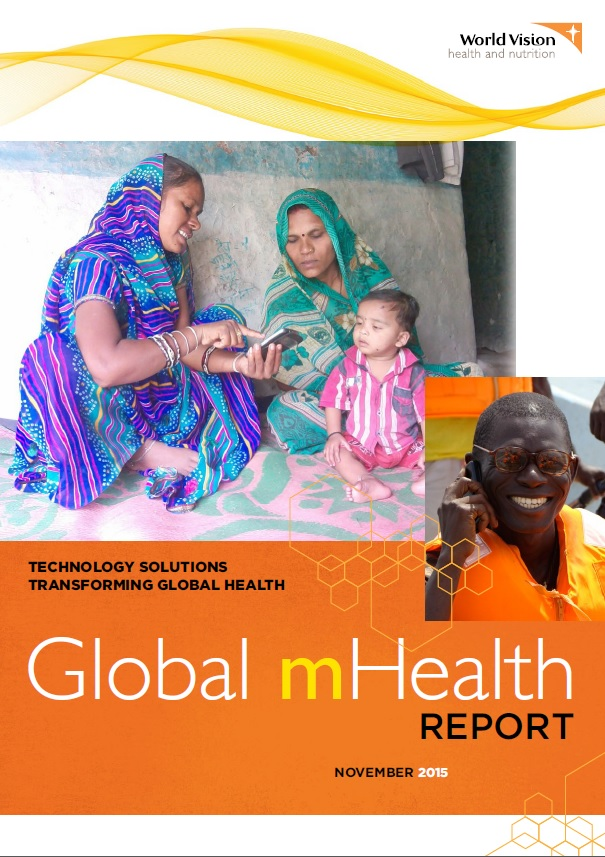 World Vision
health and nutrition
TECHNOLOGY SOLUTIONS
TRANSFORMING GLOBAL HEALTH
Global mHealth
REPORT
NOVEMBER 2015